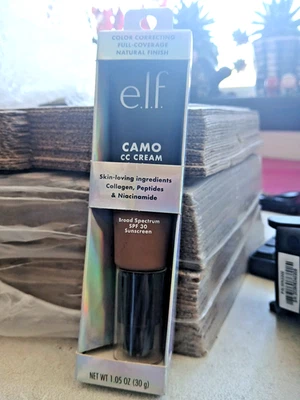 COLOR CORRECTING
FULL-COVERAGE
NATURAL FINISH
e.l.f.
CAMO
CC CREAM
Skin-loving ingredients
Collagen, Peptides
& Niacinamide
Broad Spectrum
SPF 30
Sunscreen
NET WT 1.05 OZ (30 g)